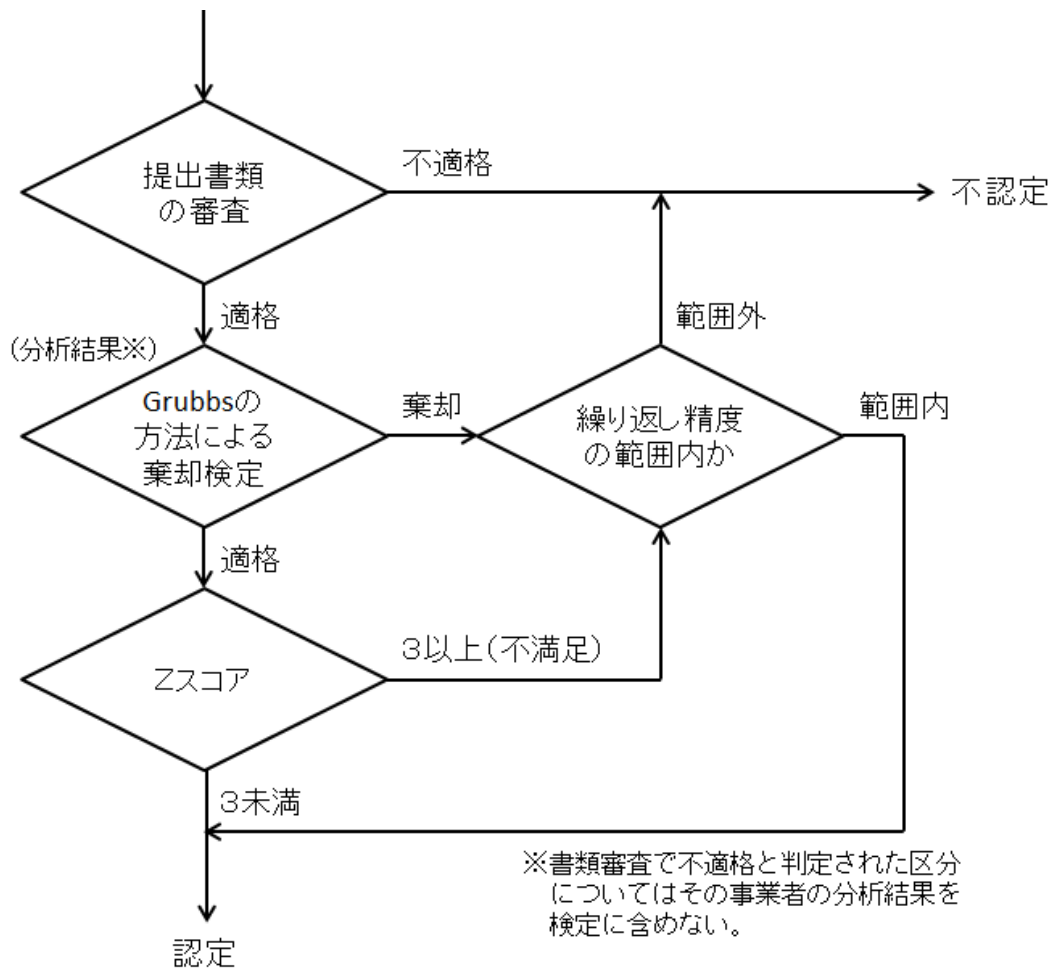 提出書類
の審査
不適格
不認定
適格
範囲外
(分析結果※)
Grubbsの
方法による
棄却検定
棄却
繰り返し精度
の範囲内か
範囲内
適格
Zスコア
3以上(不満足)
3未満
※書類審査で不適格と判定された区分
についてはその事業者の分析結果を
検定に含めない。
認定